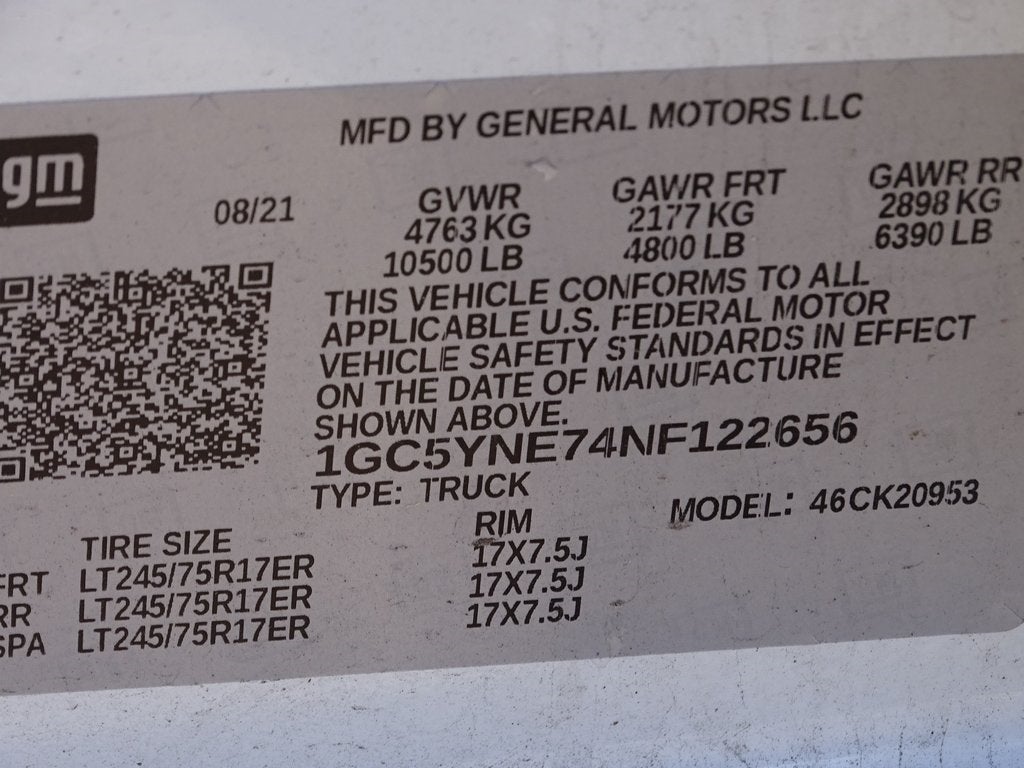 gm
MFD BY GENERAL MOTORS LLC
08/21
GVWR GAWR FRT GAWR RR
4763 KG 2177 KG 2898 KG
10500 LB 4800 LB 6390 LB
THIS VEHICLE CONFORMS TO ALL
APPLICABLE U.S. FEDERAL MOTOR
VEHICLE SAFETY STANDARDS IN EFFECT
ON THE DATE OF MANUFACTURE
SHOWN ABOVE.
1GC5YNE74NF122656
TYPE: TRUCK MODEL: 46CK20953
TIRE SIZE RIM
FRT LT245/75R17ER 17X7.5J
RR LT245/75R17ER 17X7.5J
SPA LT245/75R17ER 17X7.5J